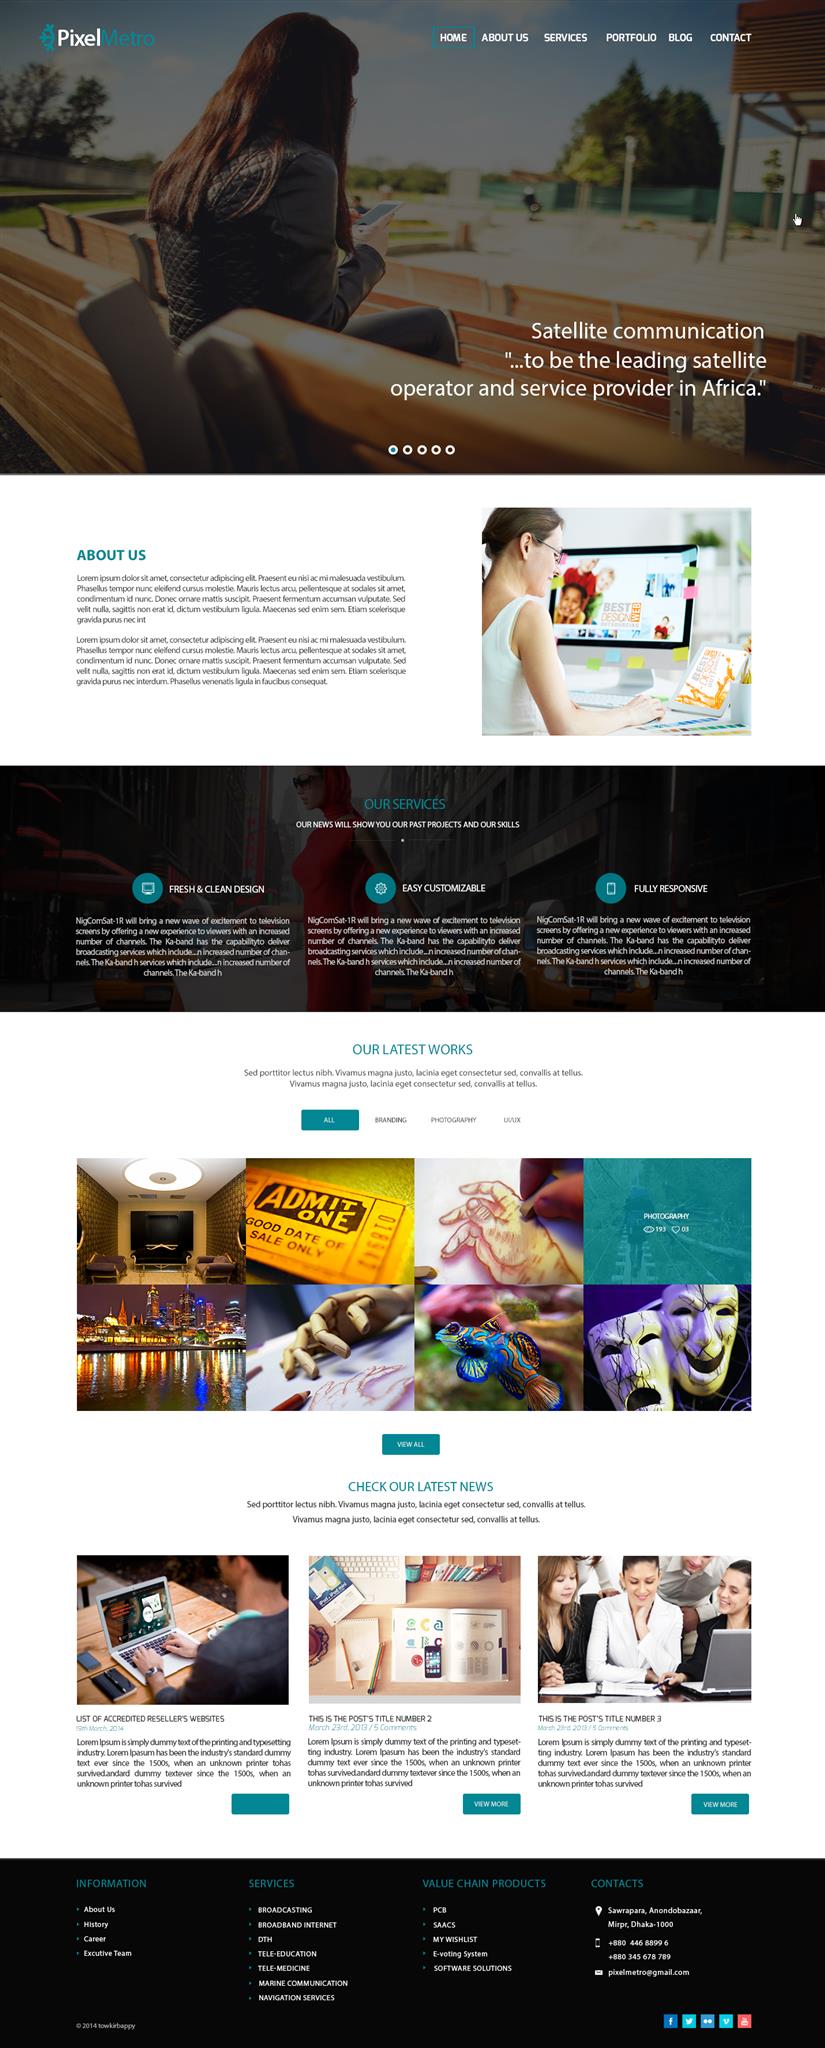 PixelMetro
HOME ABOUT US SERVICES PORTFOLIO BLOG CONTACT
Satellite communication
"...to be the leading satellite
operator and service provider in Africa."
ABOUT US
Lorem ipsum dolor sit amet, consectetur adipiscing elit. Praesent eu nisi ac mi malesuada vestibulum.
Phasellus tempor nunc eleifend cursus molestie. Mauris lectus arcu, pellentesque at sodales sit amet,
condimentum id nunc. Donec ornare mattis suscipit. Praesent fermentum accumsan vulputate. Sed
velit nulla, sagittis non erat id, dictum vestibulum ligula. Maecenas sed enim sem. Etiam scelerisque
gravida purus nec int
Lorem ipsum dolor sit amet, consectetur adipiscing elit. Praesent eu nisi ac mi malesuada vestibulum.
Phasellus tempor nunc eleifend cursus molestie. Mauris lectus arcu, pellentesque at sodales sit amet,
condimentum id nunc. Donec ornare mattis suscipit. Praesent fermentum accumsan vulputate. Sed
velit nulla, sagittis non erat id, dictum vestibulum ligula. Maecenas sed enim sem. Etiam scelerisque
gravida purus nec interdum. Phasellus venenatis ligula in faucibus consequat.
BEST
DESIGN WEB
OUTSOURCING
OUR SERVICES
OUR NEWS WILL SHOW YOU OUR PAST PROJECTS AND OUR SKILLS
FRESH & CLEAN DESIGN
NigComSat-1R will bring a new wave of excitement to television
screens by offering a new experience to viewers with an increased
number of channels. The Ka-band has the capabilityto deliver
broadcasting services which include...n increased number of chan-
nels. The Ka-band h services which include...n increased number of
channels. The Ka-band h
EASY CUSTOMIZABLE
NigComSat-1R will bring a new wave of excitement to television
screens by offering a new experience to viewers with an increased
number of channels. The Ka-band has the capabilityto deliver
broadcasting services which include...n increased number of chan-
nels. The Ka-band h services which include...n increased number of
channels. The Ka-band h
FULLY RESPONSIVE
NigComSat-1R will bring a new wave of excitement to television
screens by offering a new experience to viewers with an increased
number of channels. The Ka-band has the capabilityto deliver
broadcasting services which include...n increased number of chan-
nels. The Ka-band h services which include...n increased number of
channels. The Ka-band h
OUR LATEST WORKS
Sed porttitor lectus nibh. Vivamus magna justo, lacinia eget consectetur sed, convallis at tellus.
Vivamus magna justo, lacinia eget consectetur sed, convallis at tellus.
ALL BRANDING PHOTOGRAPHY UI/UX
ADMIT
ONE
GOOD DATE OF
SALE ONLY
PHOTOGRAPHY
193 03
VIEW ALL
CHECK OUR LATEST NEWS
Sed porttitor lectus nibh. Vivamus magna justo, lacinia eget consectetur sed, convallis at tellus.
Vivamus magna justo, lacinia eget consectetur sed, convallis at tellus.
LIST OF ACCREDITED RESELLER'S WEBSITES
19th March, 2014
Lorem Ipsum is simply dummy text of the printing and typesetting
industry. Lorem Ipasum has been the industry's standard dummy
text ever since the 1500s, when an unknown printer tohas
survived.andard dummy textever since the 1500s, when an
unknown printer tohas survived
THIS IS THE POST'S TITLE NUMBER 2
March 23rd, 2013 / 5 Comments
Lorem Ipsum is simply dummy text of the printing and typeset-
ting industry. Lorem Ipasum has been the industry's standard
dummy text ever since the 1500s, when an unknown printer
tohas survived.andard dummy textever since the 1500s, when an
unknown printer tohas survived
VIEW MORE
THIS IS THE POST'S TITLE NUMBER 3
March 23rd, 2013 / 5 Comments
Lorem Ipsum is simply dummy text of the printing and typeset-
ting industry. Lorem Ipasum has been the industry's standard
dummy text ever since the 1500s, when an unknown printer
tohas survived.andard dummy textever since the 1500s, when an
unknown printer tohas survived
VIEW MORE
INFORMATION
About Us
History
Career
Excutive Team
SERVICES
BROADCASTING
BROADBAND INTERNET
DTH
TELE-EDUCATION
TELE-MEDICINE
MARINE COMMUNICATION
NAVIGATION SERVICES
VALUE CHAIN PRODUCTS
PCB
SAACS
MY WISHLIST
E-voting System
SOFTWARE SOLUTIONS
CONTACTS
Sawrapara, Anondobazaar,
Mirpr, Dhaka-1000
+880 446 8899 6
+880 345 678 789
pixelmetro@gmail.com
© 2014 towkirbappy